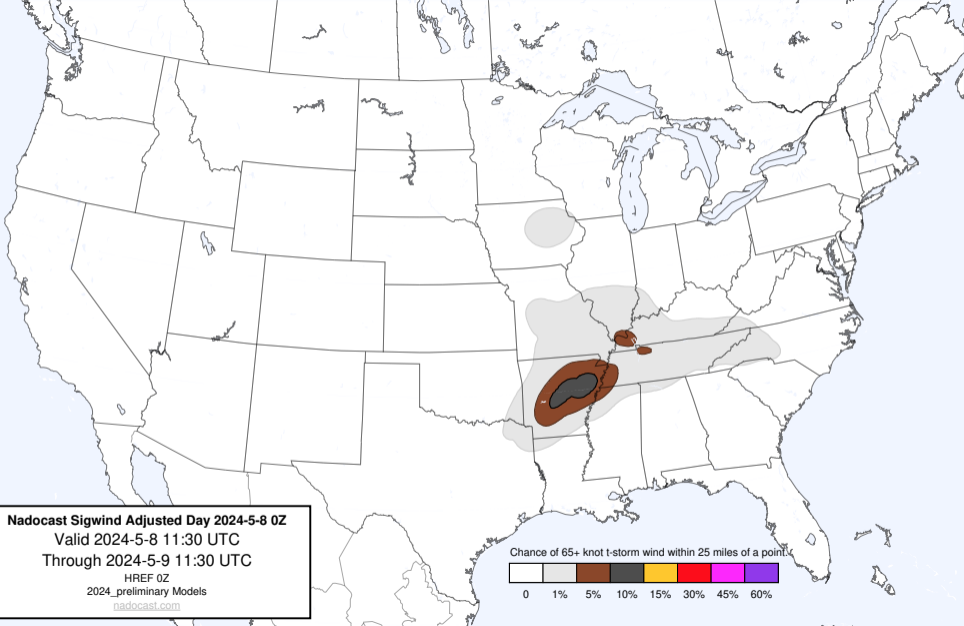 Nadocast Sigwind Adjusted Day 2024-5-8 0Z
Valid 2024-5-8 11:30 UTC
Through 2024-5-9 11:30 UTC
HREF 0Z
2024_preliminary Models
nadocast.com
Chance of 65+ knot t-storm wind within 25 miles of a point.
0 1% 5% 10% 15% 30% 45% 60%